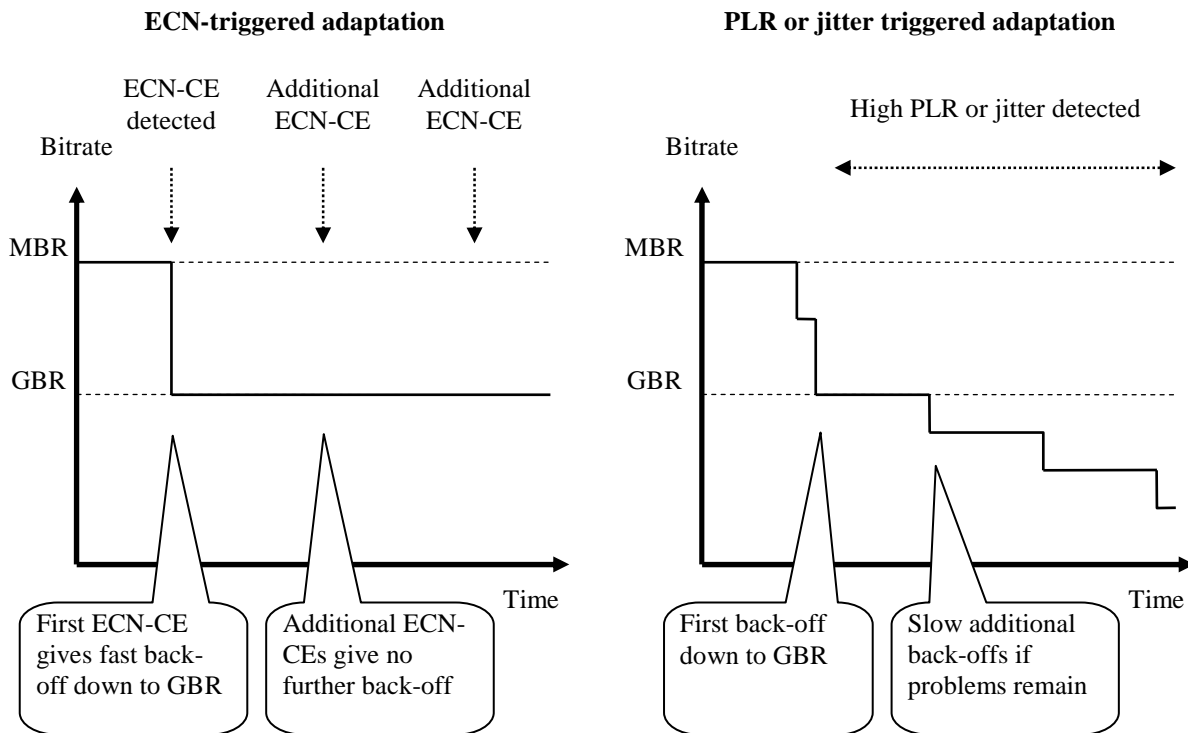 ECN-triggered adaptation
ECN-CE
detected
Additional
ECN-CE
Additional
ECN-CE
Bitrate
MBR
GBR
Time
First ECN-CE
gives fast back-
off down to GBR
Additional ECN-
CEs give no
further back-off
PLR or jitter triggered adaptation
High PLR or jitter detected
Bitrate
MBR
GBR
Time
First back-off
down to GBR
Slow additional
back-offs if
problems remain